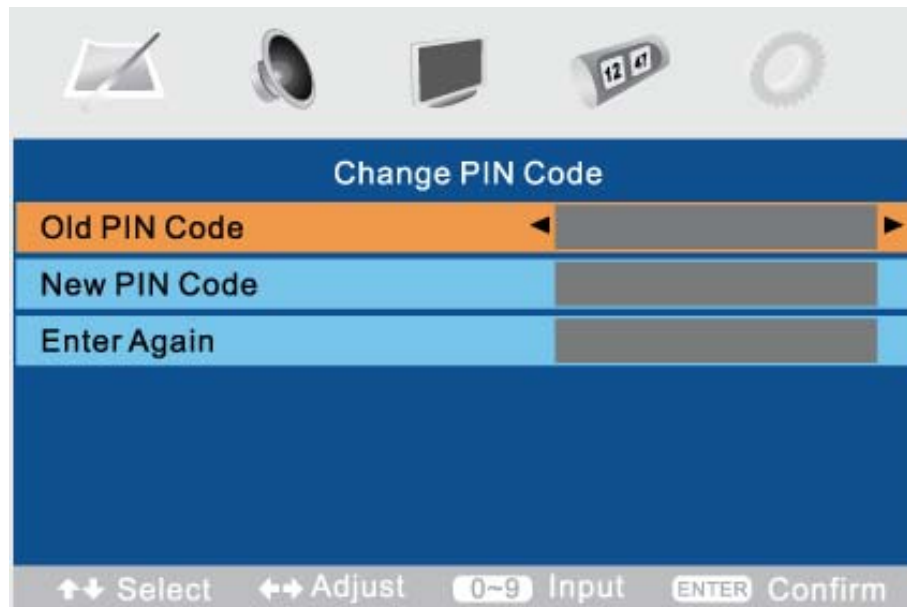 12 47
Change PIN Code
Old PIN Code
New PIN Code
Enter Again
Select Adjust 0~9 Input ENTER Confirm